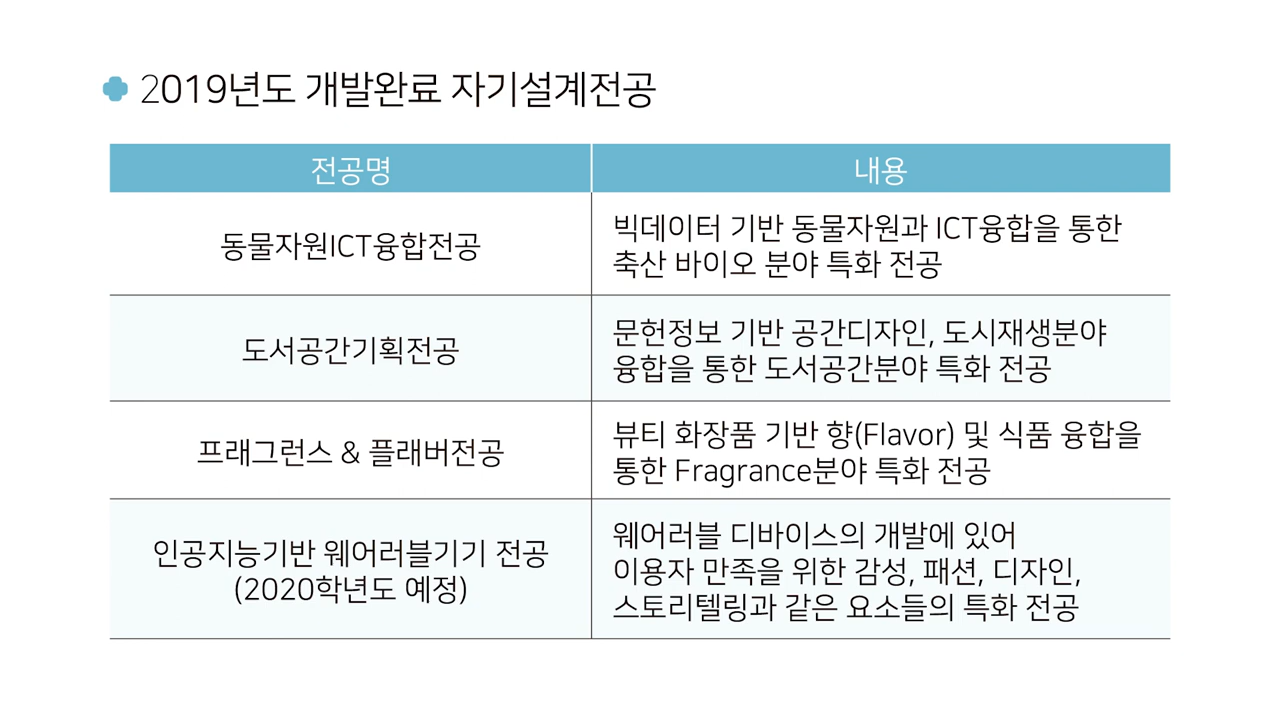 2019년도 개발완료 자기설계전공
전공명
내용
동물자원ICT융합전공
빅데이터 기반 동물자원과 ICT융합을 통한
축산 바이오 분야 특화 전공
도서공간기획전공
문헌정보 기반 공간디자인, 도시재생분야
융합을 통한 도서공간분야 특화 전공
프래그런스 & 플래버전공
뷰티 화장품 기반 향(Flavor) 및 식품 융합을
통한 Fragrance분야 특화 전공
인공지능기반 웨어러블기기 전공
(2020학년도 예정)
웨어러블 디바이스의 개발에 있어
이용자 만족을 위한 감성, 패션, 디자인,
스토리텔링과 같은 요소들의 특화 전공